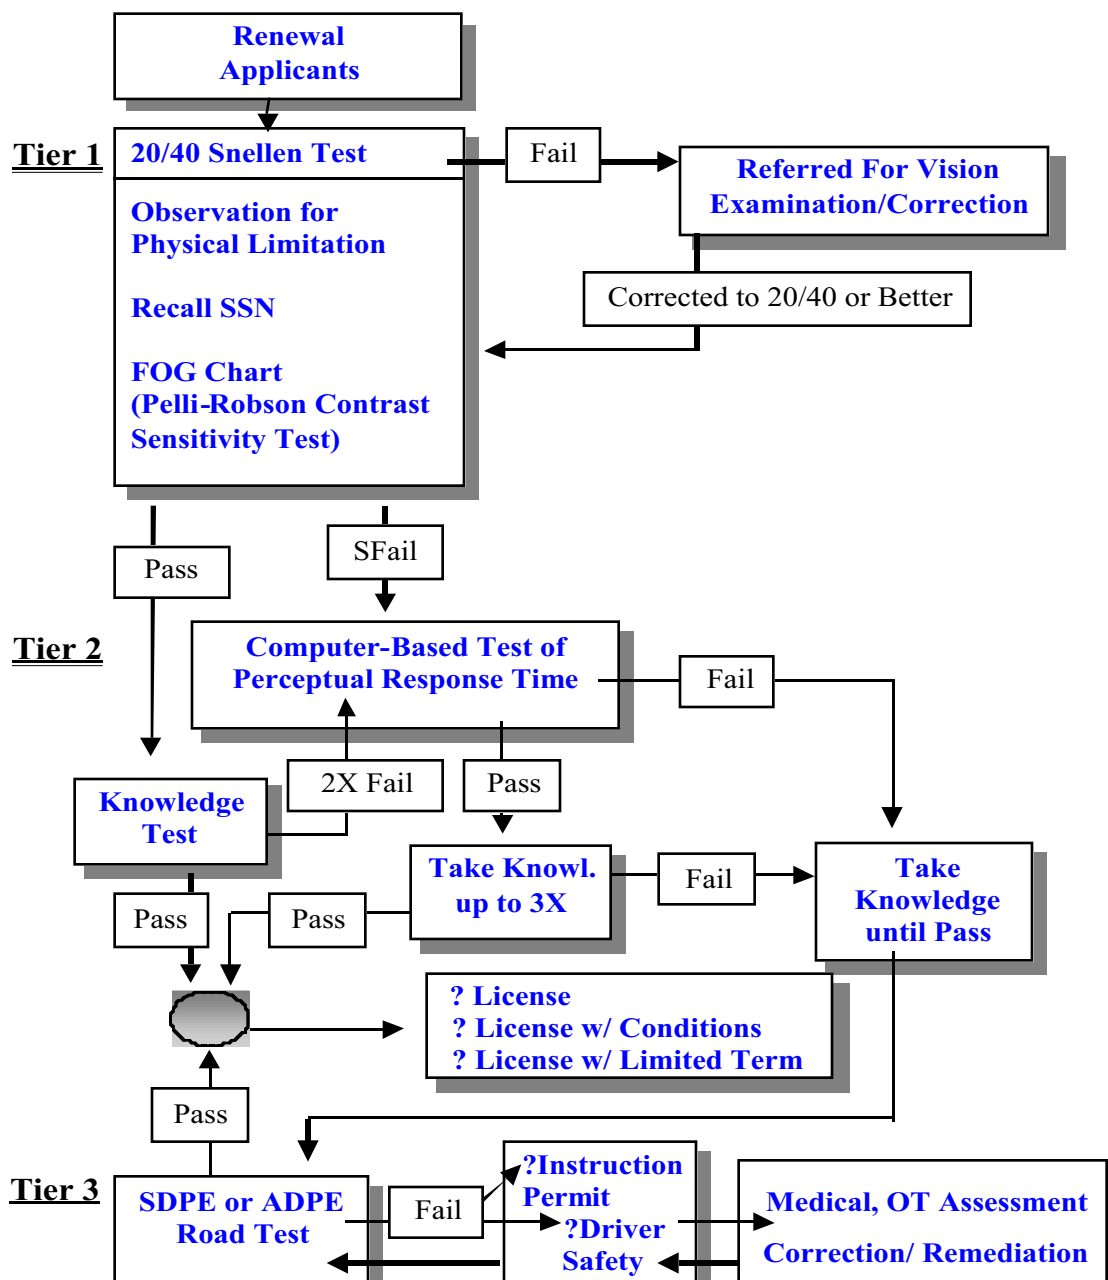 Renewal
Applicants
Tier 1
20/40 Snellen Test
Fail
Referred For Vision
Examination/Correction
Observation for
Physical Limitation
Corrected to 20/40 or Better
Recall SSN
FOG Chart
(Pelli-Robson Contrast
Sensitivity Test)
Pass
SFail
Tier 2
Computer-Based Test of
Perceptual Response Time
Fail
2X Fail
Pass
Knowledge
Test
Take Knowl.
up to 3X
Fail
Take
Knowledge
until Pass
Pass
Pass
? License
? License w/ Conditions
? License w/ Limited Term
Pass
Tier 3
SDPE or ADPE
Road Test
Fail
?Instruction
Permit
?Driver
Safety
Medical, OT Assessment
Correction/ Remediation